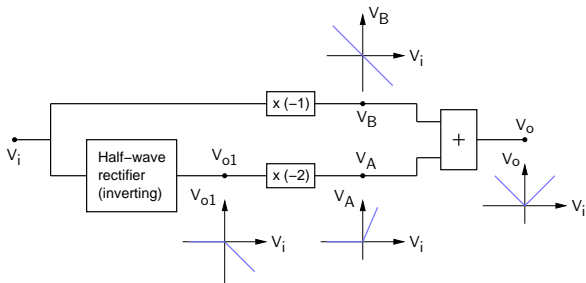 V_B
V_i
x (−1)
V_B
V_o
V_i
+
Half−wave
rectifier
(inverting)
V_o1
x (−2)
V_A
V_o1
V_i
V_A
V_i
V_o
V_i